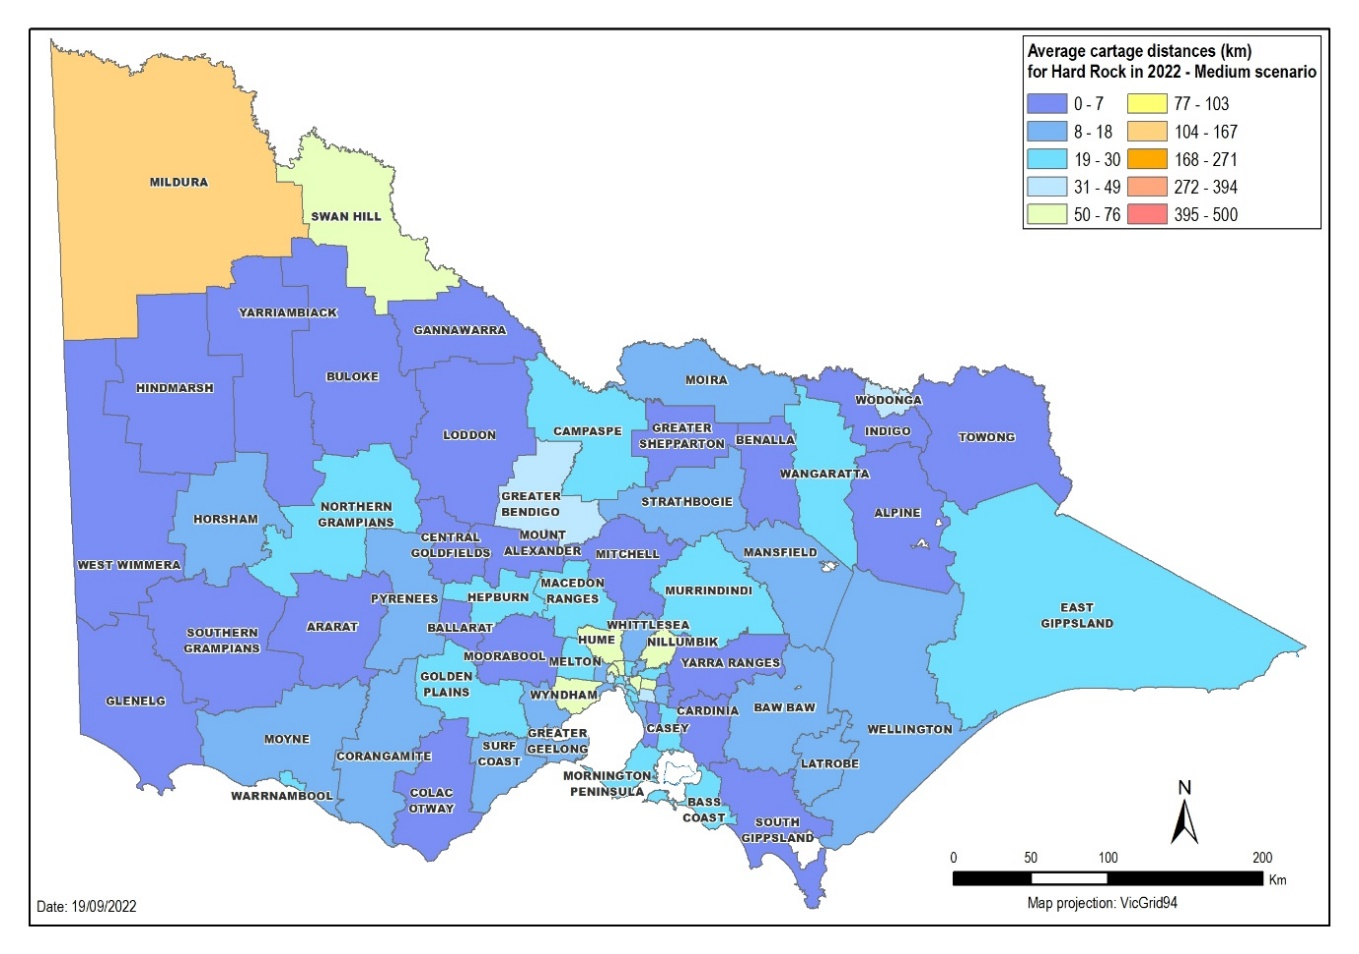 Average cartage distances (km)
for Hard Rock in 2022 - Medium scenario
0 - 7
77 - 103
8 - 18
104 - 167
19 - 30
168 - 271
31 - 49
272 - 394
50 - 76
395 - 500
MILDURA
SWAN HILL
YARRIAMBIACK
GANNAWARRA
HINDMARSH
BULOKE
MOIRA
WODONGA
LODDON
CAMPASPE
GREATER
SHEPPARTON
BENALLA
INDIGO
TOWONG
WANGARATTA
HORSHAM
NORTHERN
GRAMPIANS
GREATER
BENDIGO
STRATHBOGIE
ALPINE
WEST WIMMERA
CENTRAL
GOLDFIELDS
MOUNT
ALEXANDER
MITCHELL
MANSFIELD
PYRENEES
HEPBURN
MACEDON
RANGES
MURRINDINDI
EAST
GIPPSLAND
SOUTHERN
GRAMPIANS
ARARAT
BALLARAT
WHITTLESEA
HUME
NILLUMBIK
MOORABOOL
MELTON
YARRA RANGES
GLENELG
GOLDEN
PLAINS
WYNDHAM
CARDINIA
BAW BAW
MOYNE
CORANGAMITE
SURF
COAST
GREATER
GEELONG
CASEY
WELLINGTON
LATROBE
WARRNAMBOOL
COLAC
OTWAY
MORNINGTON
PENINSULA
BASS
COAST
SOUTH
GIPPSLAND
N
0
50
100
200
Km
Map projection: VicGrid94
Date: 19/09/2022